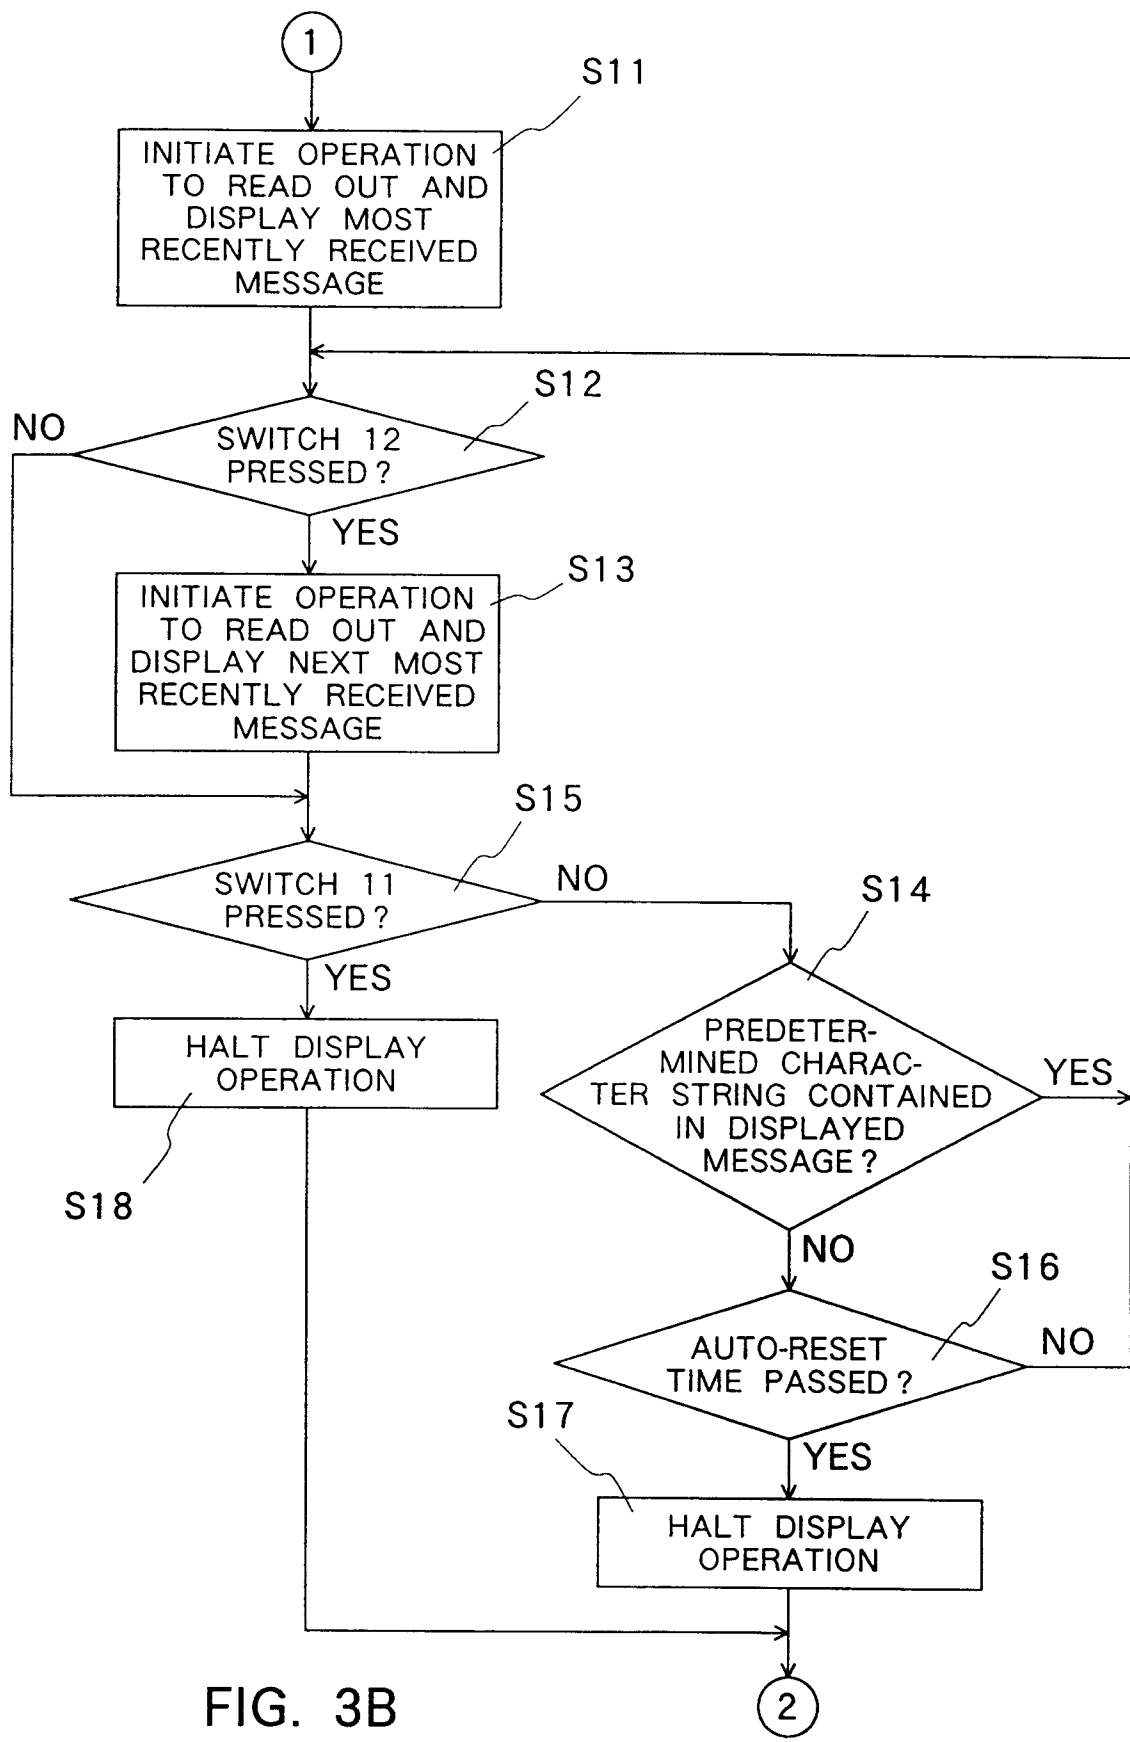 1
S11
INITIATE OPERATION
TO READ OUT AND
DISPLAY MOST
RECENTLY RECEIVED
MESSAGE
S12
NO
SWITCH 12
PRESSED?
YES
S13
INITIATE OPERATION
TO READ OUT AND
DISPLAY NEXT MOST
RECENTLY RECEIVED
MESSAGE
S15
SWITCH 11
PRESSED?
NO
S14
YES
HALT DISPLAY
OPERATION
S18
PREDETER-
MINED CHARAC-
TER STRING CONTAINED
IN DISPLAYED
MESSAGE?
YES
NO
S16
AUTO-RESET
TIME PASSED?
NO
S17
YES
HALT DISPLAY
OPERATION
2
FIG. 3B